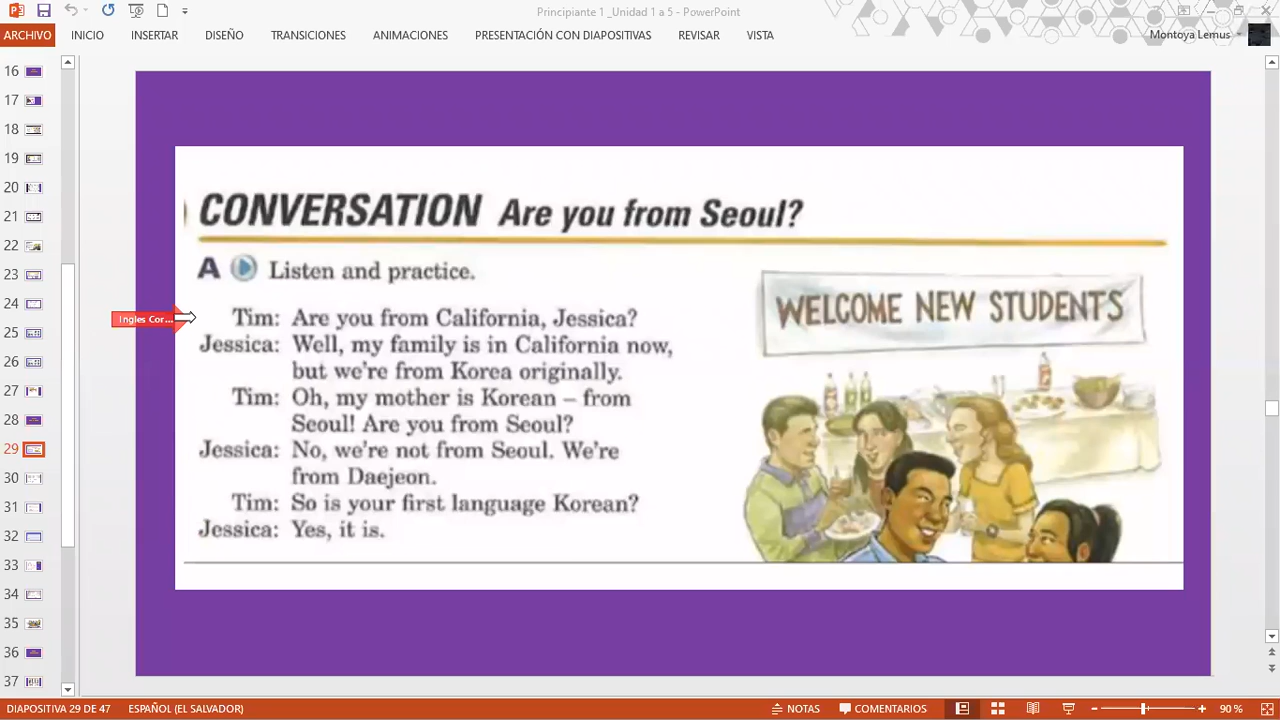 Principiante 1 _Unidad 1 a 5 - PowerPoint
ARCHIVO INICIO INSERTAR DISEÑO TRANSICIONES ANIMACIONES PRESENTACIÓN CON DIAPOSITIVAS REVISAR VISTA Montoya Lemus
16
17
18
19
20
21
22
23
24
25
26
27
28
29
30
31
32
33
34
35
36
37
CONVERSATION Are you from Seoul?
A Listen and practice.
WELCOME NEW STUDENTS
Ingles Cor...
Tim: Are you from California, Jessica?
Jessica: Well, my family is in California now,
but we're from Korea originally.
Tim: Oh, my mother is Korean – from
Seoul! Are you from Seoul?
Jessica: No, we're not from Seoul. We're
from Daejeon.
Tim: So is your first language Korean?
Jessica: Yes, it is.
DIAPOSITIVA 29 DE 47 ESPAÑOL (EL SALVADOR) NOTAS COMENTARIOS 90 %